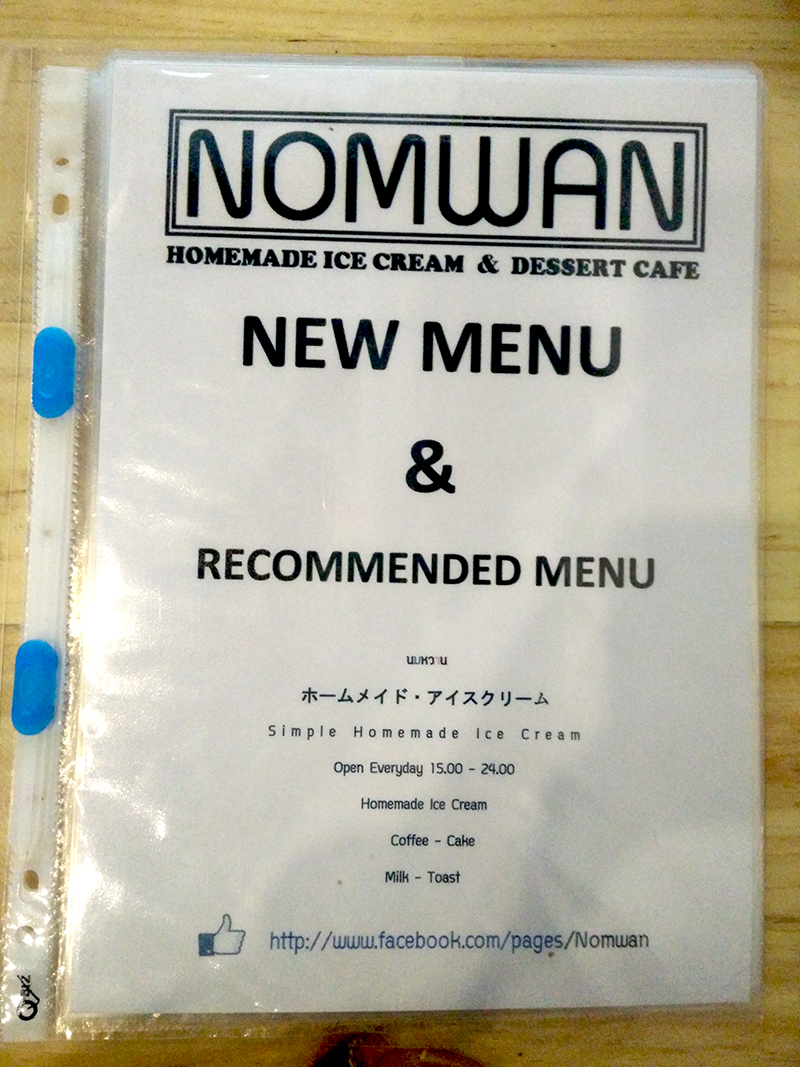 NOMWAN
HOMEMADE ICE CREAM & DESSERT CAFE
NEW MENU
&
RECOMMENDED MENU
นมหวาน
ホームメイド・アイスクリーム
Simple Homemade Ice Cream
Open Everyday 15.00 - 24.00
Homemade Ice Cream
Coffee - Cake
Milk - Toast
http://www.facebook.com/pages/Nomwan